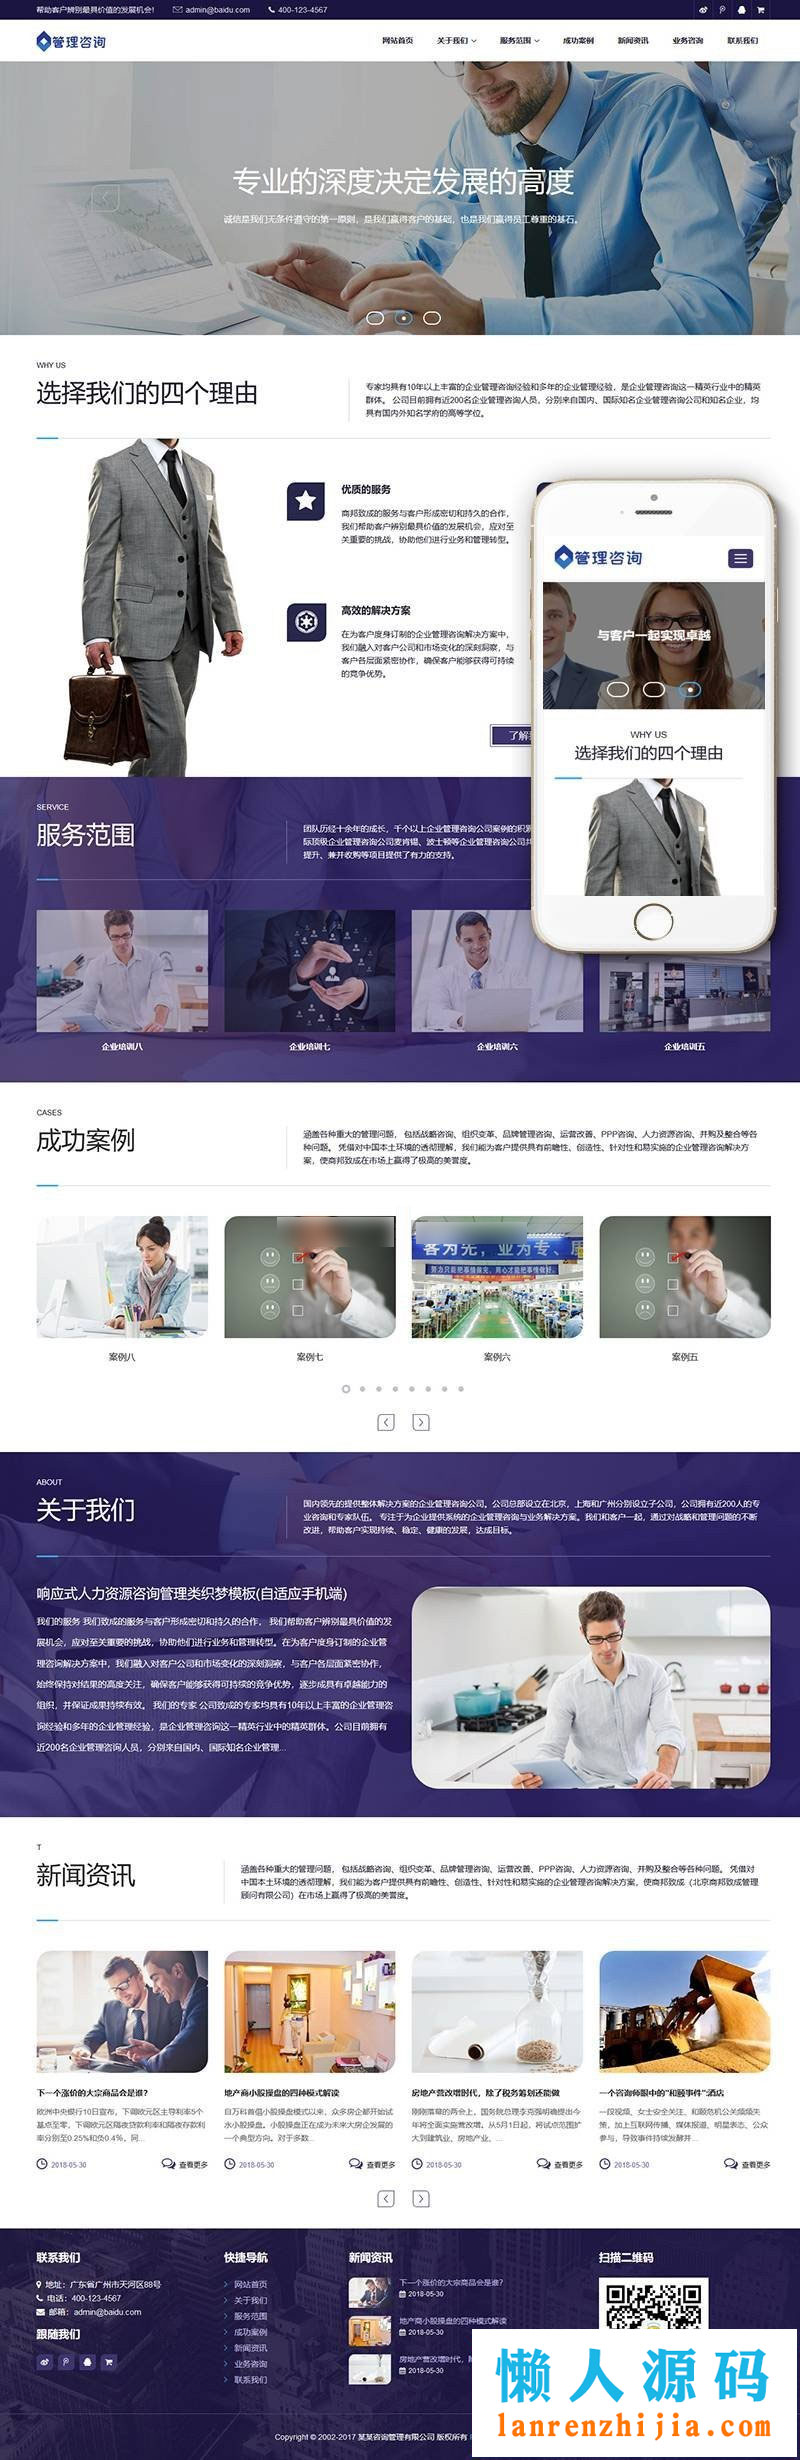 帮助客户辨别最具价值的发展机会! admin@baidu.com 400-123-4567
管理咨询 网站首页 关于我们 服务范围 成功案例 新闻资讯 业务咨询 联系我们
专业的深度决定发展的高度
诚信是我们无条件遵守的第一原则，是我们赢得客户的基础，也是我们赢得员工尊重的基石。
WHY US
选择我们的四个理由
专家均具有10年以上丰富的企业管理咨询经验和多年的企业管理经验，是企业管理咨询这一精英行业中的精英
群体。 公司目前拥有近200名企业管理咨询人员，分别来自国内、国际知名企业管理咨询公司和知名企业，均
具有国内外知名学府的高等学位。
优质的服务
商邦致成的服务与客户形成密切和持久的合作，
我们帮助客户辨别最具价值的发展机会，应对至
关重要的挑战，协助他们进行业务和管理转型。
高效的解决方案
在为客户度身订制的企业管理咨询解决方案中，
我们融入对客户公司和市场变化的深刻洞察，与
客户各层面紧密协作，确保客户能够获得可持续
的竞争优势。
了解
管理咨询
与客户一起实现卓越
WHY US
选择我们的四个理由
SERVICE
服务范围
团队历经十余年的成长，千个以上企业管理咨询公司案例的积
际顶级企业管理咨询公司麦肯锡、波士顿等企业管理咨询公司共
提升、兼并收购等项目提供了有力的支持。
企业培训八 企业培训七 企业培训六 企业培训五
CASES
成功案例
涵盖各种重大的管理问题， 包括战略咨询、组织变革、品牌管理咨询、运营改善、PPP咨询、人力资源咨询、并购及整合等各
种问题。 凭借对中国本土环境的透彻理解，我们能为客户提供具有前瞻性、创造性、针对性和易实施的企业管理咨询解决方
案，使商邦致成在市场上赢得了极高的美誉度。
客为先，业为专、
努力只能把事情做完，用心才能把事情做好。
案例八 案例七 案例六 案例五
ABOUT
关于我们
国内领先的提供整体解决方案的企业管理咨询公司。公司总部设立在北京，上海和广州分别设立子公司，公司拥有近200人的专
业咨询和专家队伍。 专注于为企业提供系统的企业管理咨询与业务解决方案。我们和客户一起，通过对战略和管理问题的不断
改进，帮助客户实现持续、稳定、健康的发展，达成目标。
响应式人力资源咨询管理类织梦模板(自适应手机端)
我们的服务 我们致成的服务与客户形成密切和持久的合作， 我们帮助客户辨别最具价值的发
展机会，应对至关重要的挑战，协助他们进行业务和管理转型。在为客户度身订制的企业管
理咨询解决方案中，我们融入对客户公司和市场变化的深刻洞察，与客户各层面紧密协作，
始终保持对结果的高度关注，确保客户能够获得可持续的竞争优势，逐步成具有卓越能力的
组织，并保证成果持续有效。 我们的专家 公司致成的专家均具有10年以上丰富的企业管理咨
询经验和多年的企业管理经验，是企业管理咨询这一精英行业中的精英群体。公司目前拥有
近200名企业管理咨询人员，分别来自国内、国际知名企业管理...
T
新闻资讯
涵盖各种重大的管理问题， 包括战略咨询、组织变革、品牌管理咨询、运营改善、PPP咨询、人力资源咨询、并购及整合等各种问题。 凭借对
中国本土环境的透彻理解，我们能为客户提供具有前瞻性、创造性、针对性和易实施的企业管理咨询解决方案，使商邦致成（北京商邦致成管理
顾问有限公司）在市场上赢得了极高的美誉度。
下一个涨价的大宗商品会是谁?
欧洲中央银行10日宣布，下调欧元区主导利率5个
基点至零，下调欧元区隔夜贷款利率和隔夜存款利
率分别至0.25%和负0.4%，同...
2018-05-30 查看更多
地产商小股操盘的四种模式解读
自万科首倡小股操盘模式以来，众多房企都开始试
水小股操盘。小股操盘正在成为未来大房企发展的
一个典型方向。对于多数...
2018-05-30 查看更多
房地产营改增时代，除了税务筹划还能做
刚刚落幕的两会上，国务院总理李克强明确提出今
年将全面实施营改增。从5月1日起，将试点范围扩
大到建筑业、房地产业、...
2018-05-30 查看更多
一个咨询师眼中的“和颐事件”:酒店
一段视频、女士安全关注、和颐危机公关频频失
策，加上互联网传播、媒体报道、明星表态、公众
参与，导致事件持续发酵并...
2018-05-30 查看更多
联系我们
地址：广东省广州市天河区88号
电话：400-123-4567
邮箱：admin@baidu.com
跟随我们
快捷导航
网站首页
关于我们
服务范围
成功案例
新闻资讯
业务咨询
联系我们
新闻资讯
下一个涨价的大宗商品会是谁?
2018-05-30
地产商小股操盘的四种模式解读
2018-05-30
房地产营改增时代，
2018-05-30
扫描二维码
Copyright © 2002-2017 某某咨询管理有限公司 版权所有
懒人源码
lanrenzhijia.com